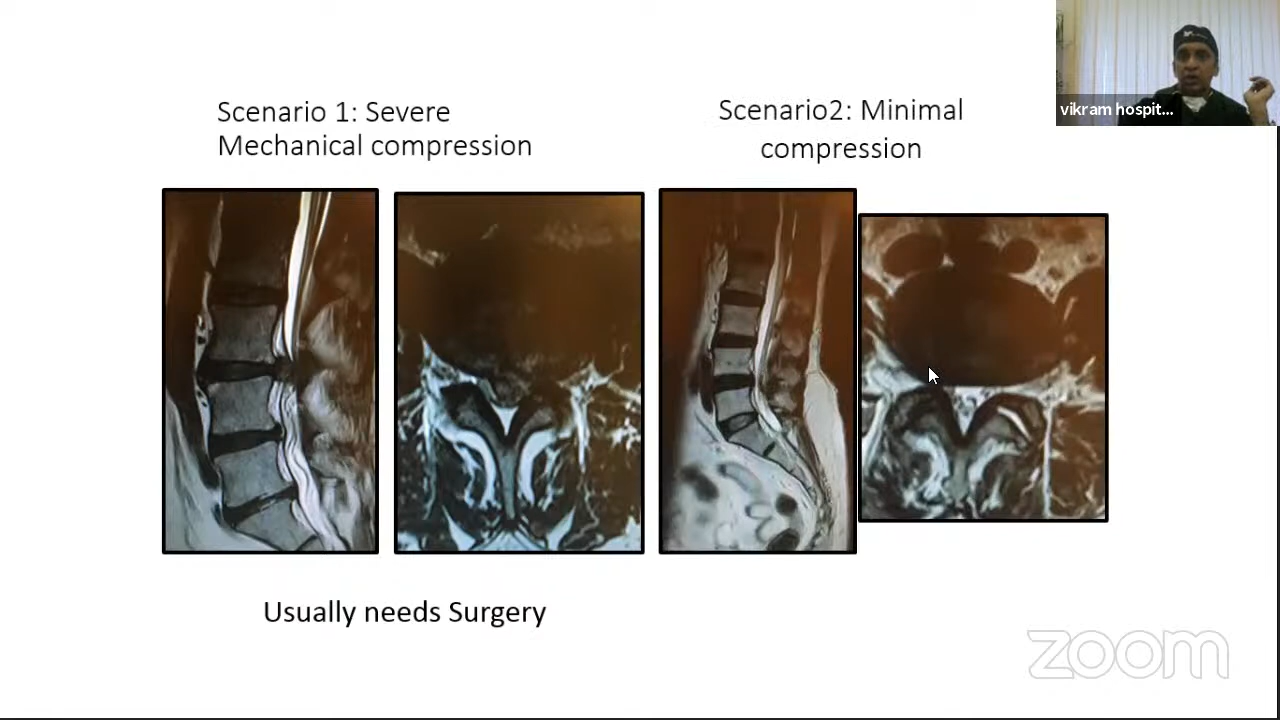 Scenario 1: Severe
Mechanical compression
Scenario2: Minimal
compression
vikram hospit...
Usually needs Surgery
zoom